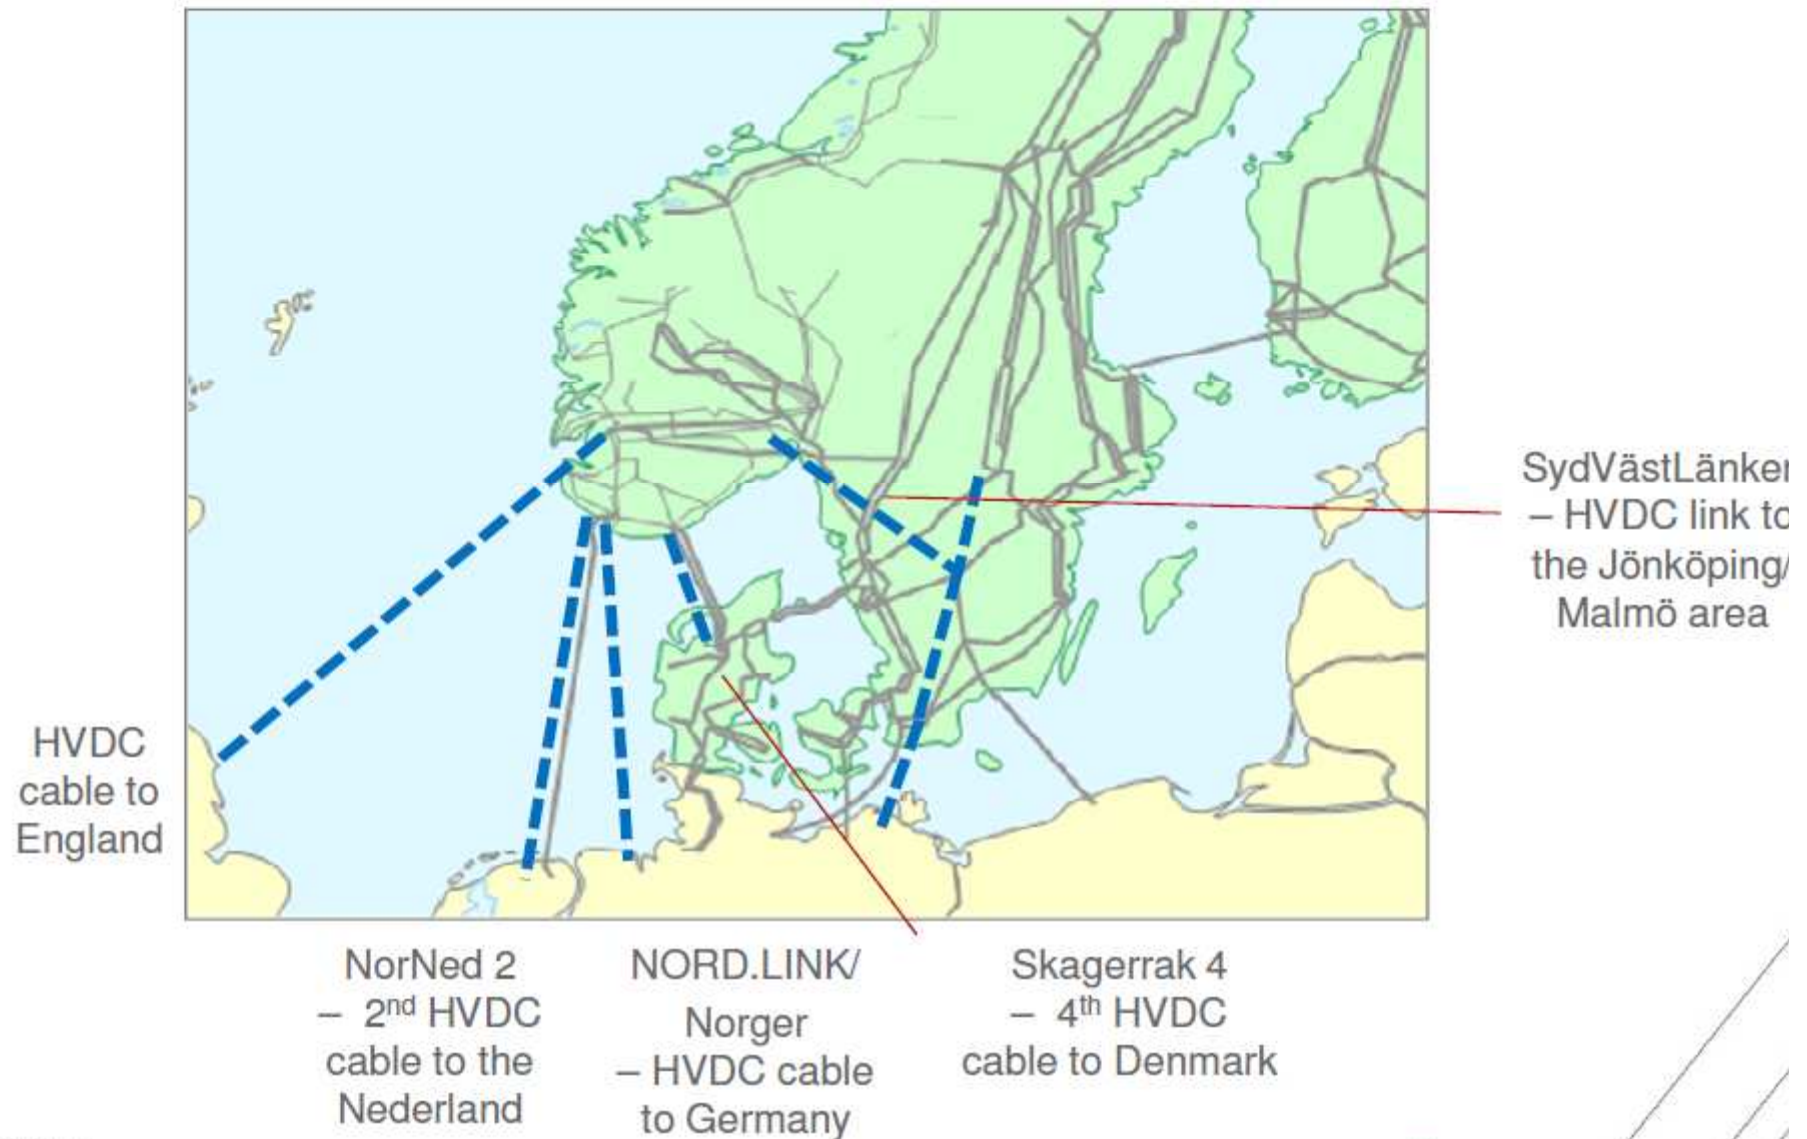 SydVästLänken
– HVDC link to
the Jönköping/
Malmö area
HVDC
cable to
England
NorNed 2
– 2nd HVDC
cable to the
Nederland
NORD.LINK/
Norger
– HVDC cable
to Germany
Skagerrak 4
– 4th HVDC
cable to Denmark